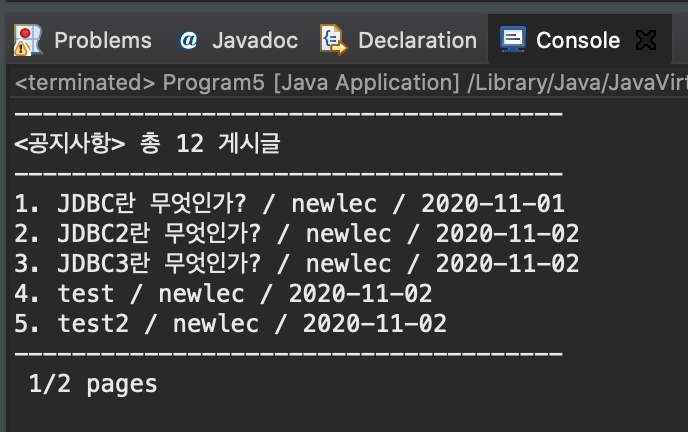 Problems @ Javadoc Declaration Console
<terminated> Program5 [Java Application] /Library/Java/JavaVirt
--------------------------------------
<공지사항> 총 12 게시글
--------------------------------------
1. JDBC란 무엇인가? / newlec / 2020-11-01
2. JDBC2란 무엇인가? / newlec / 2020-11-02
3. JDBC3란 무엇인가? / newlec / 2020-11-02
4. test / newlec / 2020-11-02
5. test2 / newlec / 2020-11-02
--------------------------------------
1/2 pages